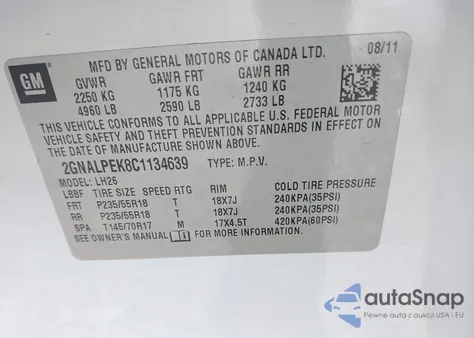 GM
MFD BY GENERAL MOTORS OF CANADA LTD. 08/11
GVWR GAWR FRT GAWR RR
2250 KG 1175 KG 1240 KG
4960 LB 2590 LB 2733 LB
THIS VEHICLE CONFORMS TO ALL APPLICABLE U.S. FEDERAL MOTOR
VEHICLE SAFETY AND THEFT PREVENTION STANDARDS IN EFFECT ON
THE DATE OF MANUFACTURE SHOWN ABOVE.
2GNALPEK8C1134639 TYPE: M.P.V.
MODEL: LH26
LBBF TIRE SIZE SPEED RTG RIM COLD TIRE PRESSURE
FRT P235/55R18 T 18X7J 240KPA(35PSI)
RR P235/55R18 T 18X7J 240KPA(35PSI)
SPA T145/70R17 M 17X4.5T 420KPA(60PSI)
SEE OWNER'S MANUAL FOR MORE INFORMATION
autoSnap
Pewne auta z aukcji USA i EU